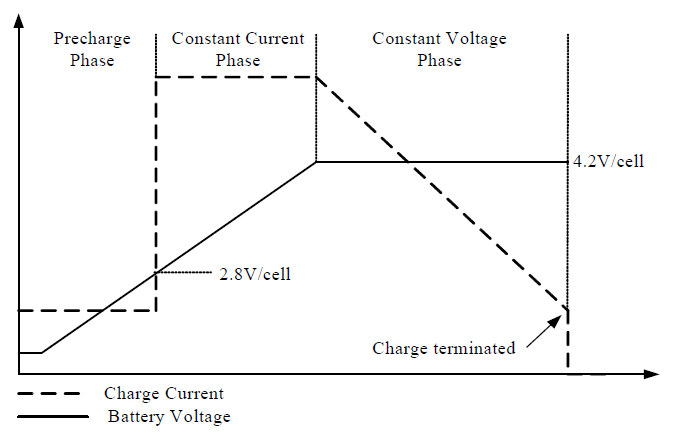 Precharge
Phase
Constant Current
Phase
Constant Voltage
Phase
4.2V/cell
2.8V/cell
Charge terminated
Charge Current
Battery Voltage